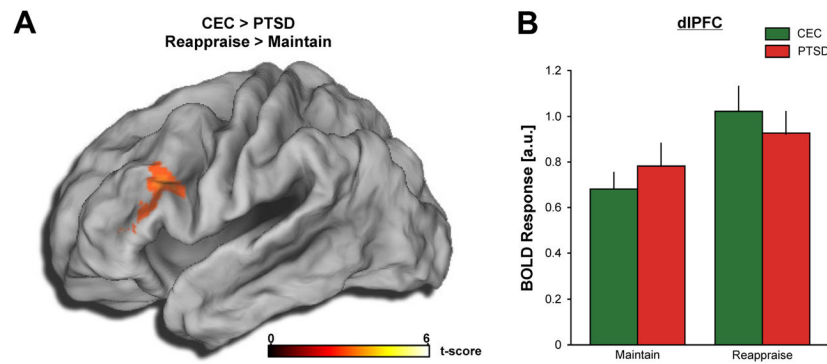 A
CEC > PTSD
Reappraise > Maintain
0
6
t-score
B
dlPFC
CEC
PTSD
BOLD Response [a.u.]
1.2
1.0
0.8
0.6
0.4
0.2
0
Maintain
Reappraise